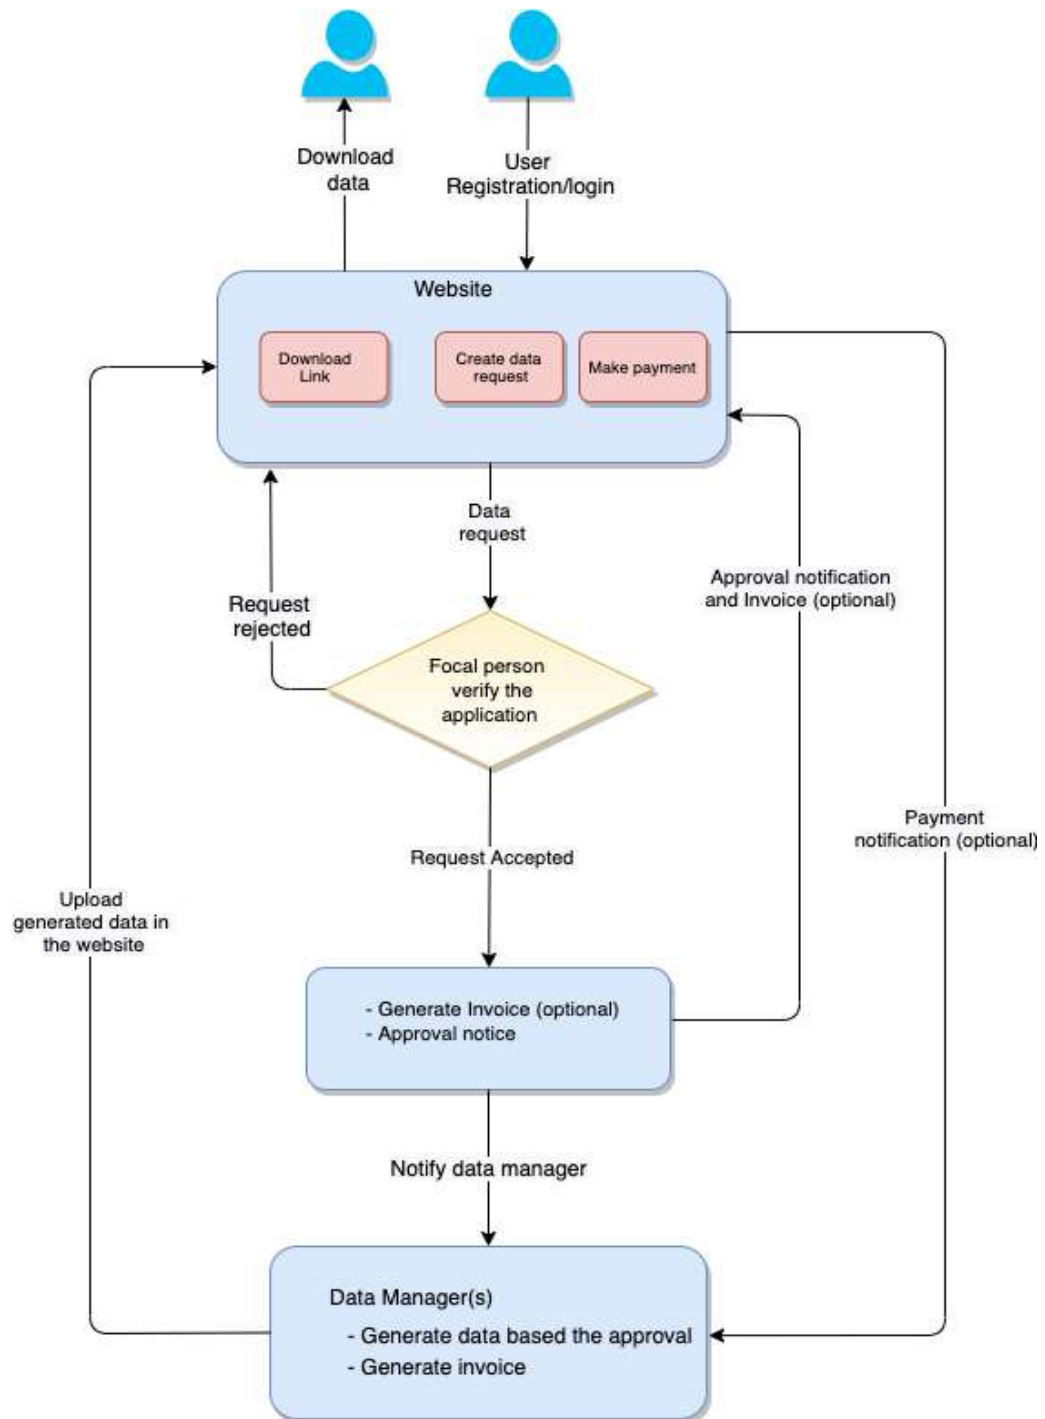 Download
data
User
Registration/login
Website
Download
Link
Create data
request
Make payment
Data
request
Request
rejected
Approval notification
and Invoice (optional)
Focal person
verify the
application
Payment
notification (optional)
Request Accepted
Upload
generated data in
the website
- Generate Invoice (optional)
- Approval notice
Notify data manager
Data Manager(s)
- Generate data based the approval
- Generate invoice